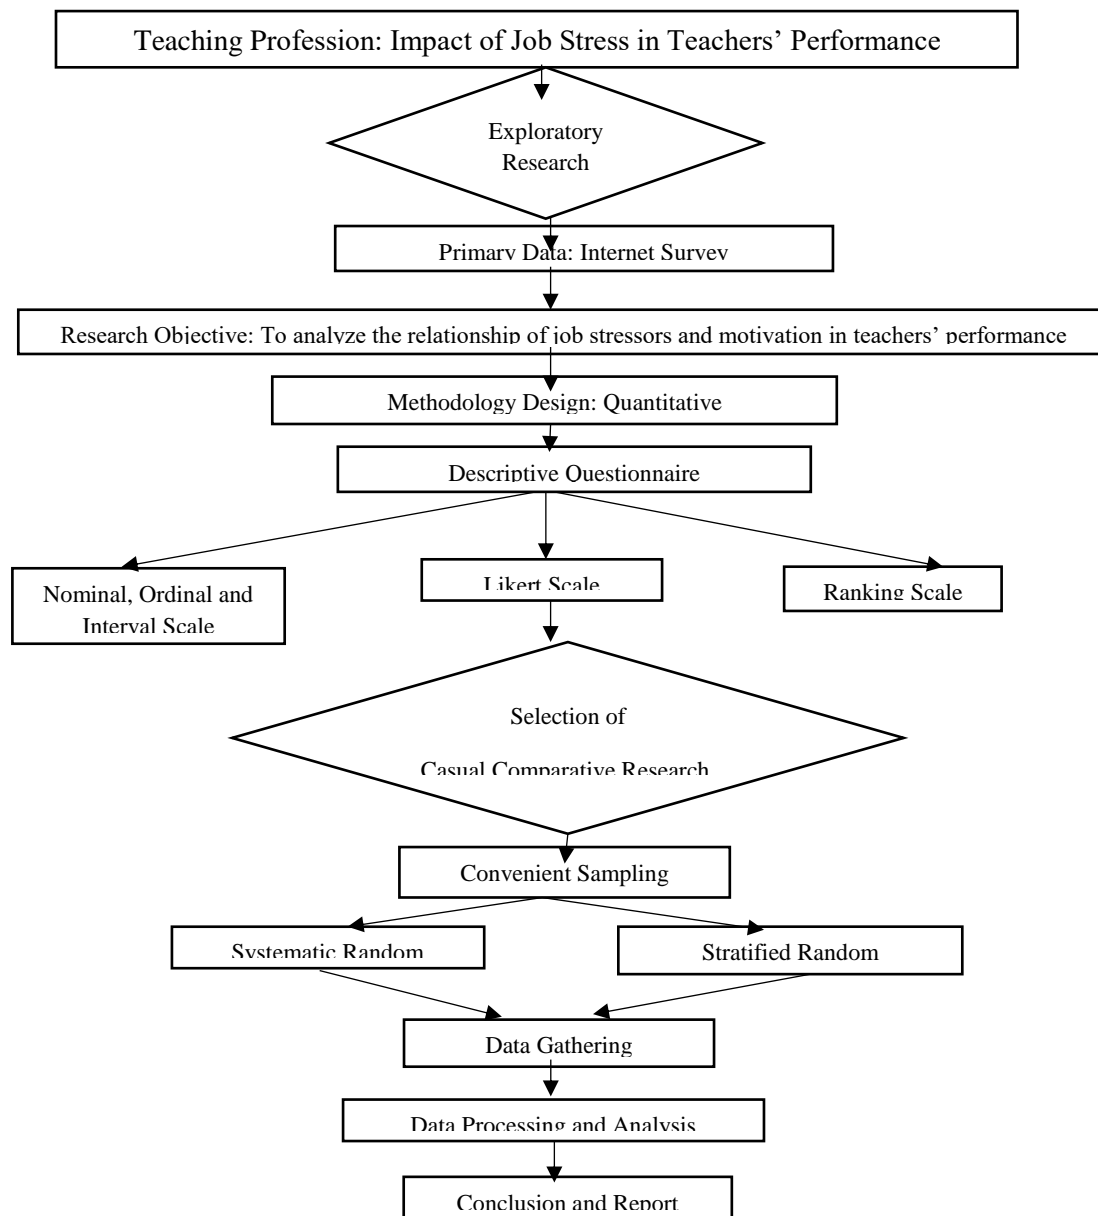 Teaching Profession: Impact of Job Stress in Teachers’ Performance
Exploratory
Research
Primary Data: Internet Survey
Research Objective: To analyze the relationship of job stressors and motivation in teachers’ performance
Methodology Design: Quantitative
Descriptive Questionnaire
Nominal, Ordinal and
Interval Scale
Likert Scale
Ranking Scale
Selection of
Casual Comparative Research
Convenient Sampling
Systematic Random
Stratified Random
Data Gathering
Data Processing and Analysis
Conclusion and Report